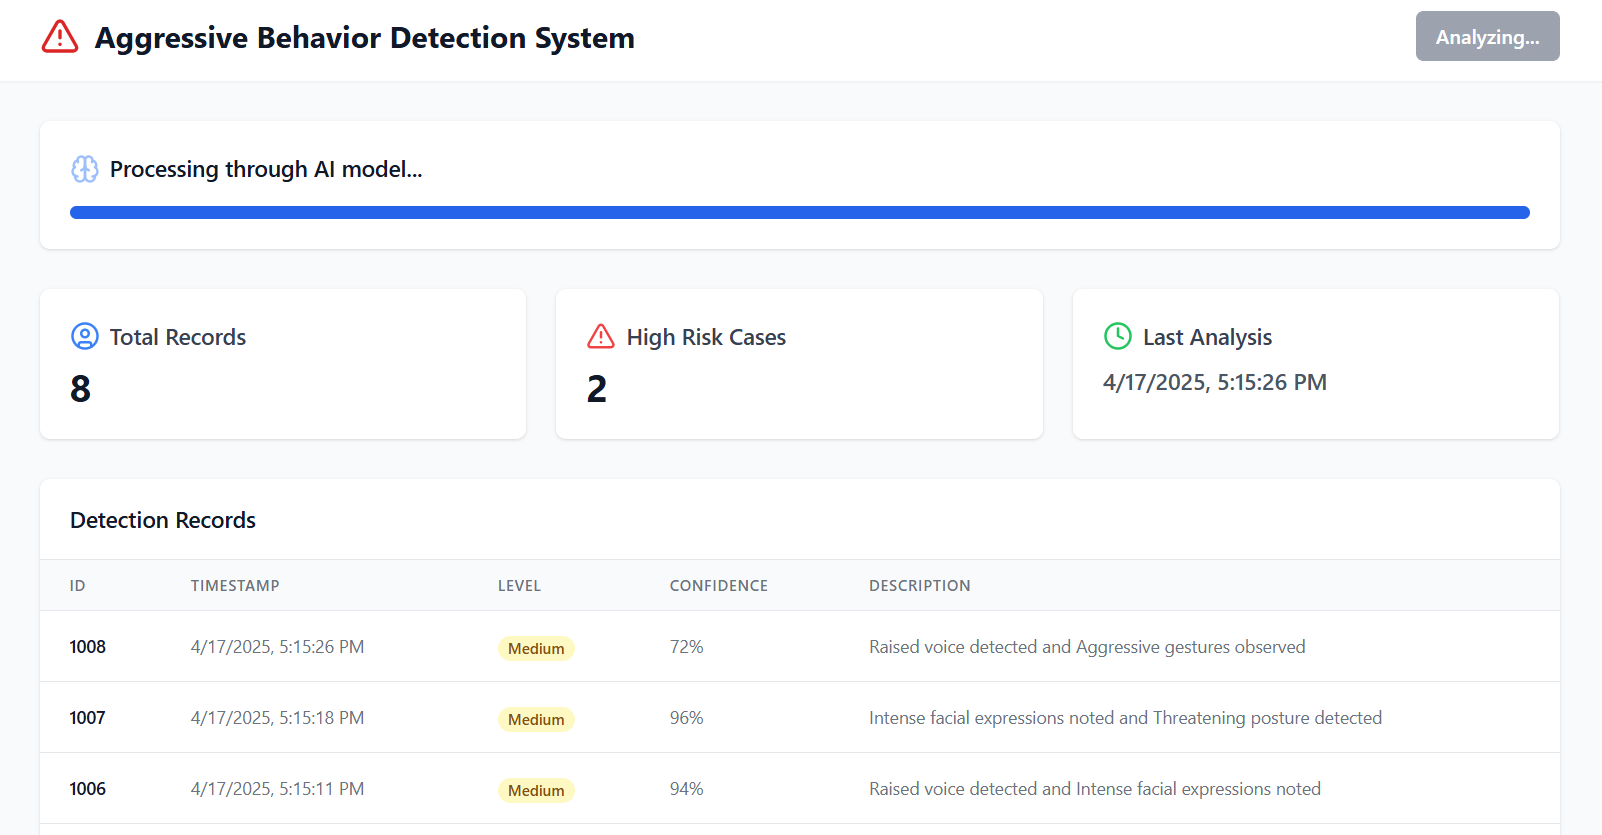 Aggressive Behavior Detection System
Analyzing...
Processing through AI model...
Total Records
8
High Risk Cases
2
Last Analysis
4/17/2025, 5:15:26 PM
Detection Records
ID TIMESTAMP LEVEL CONFIDENCE DESCRIPTION
1008 4/17/2025, 5:15:26 PM Medium 72% Raised voice detected and Aggressive gestures observed
1007 4/17/2025, 5:15:18 PM Medium 96% Intense facial expressions noted and Threatening posture detected
1006 4/17/2025, 5:15:11 PM Medium 94% Raised voice detected and Intense facial expressions noted